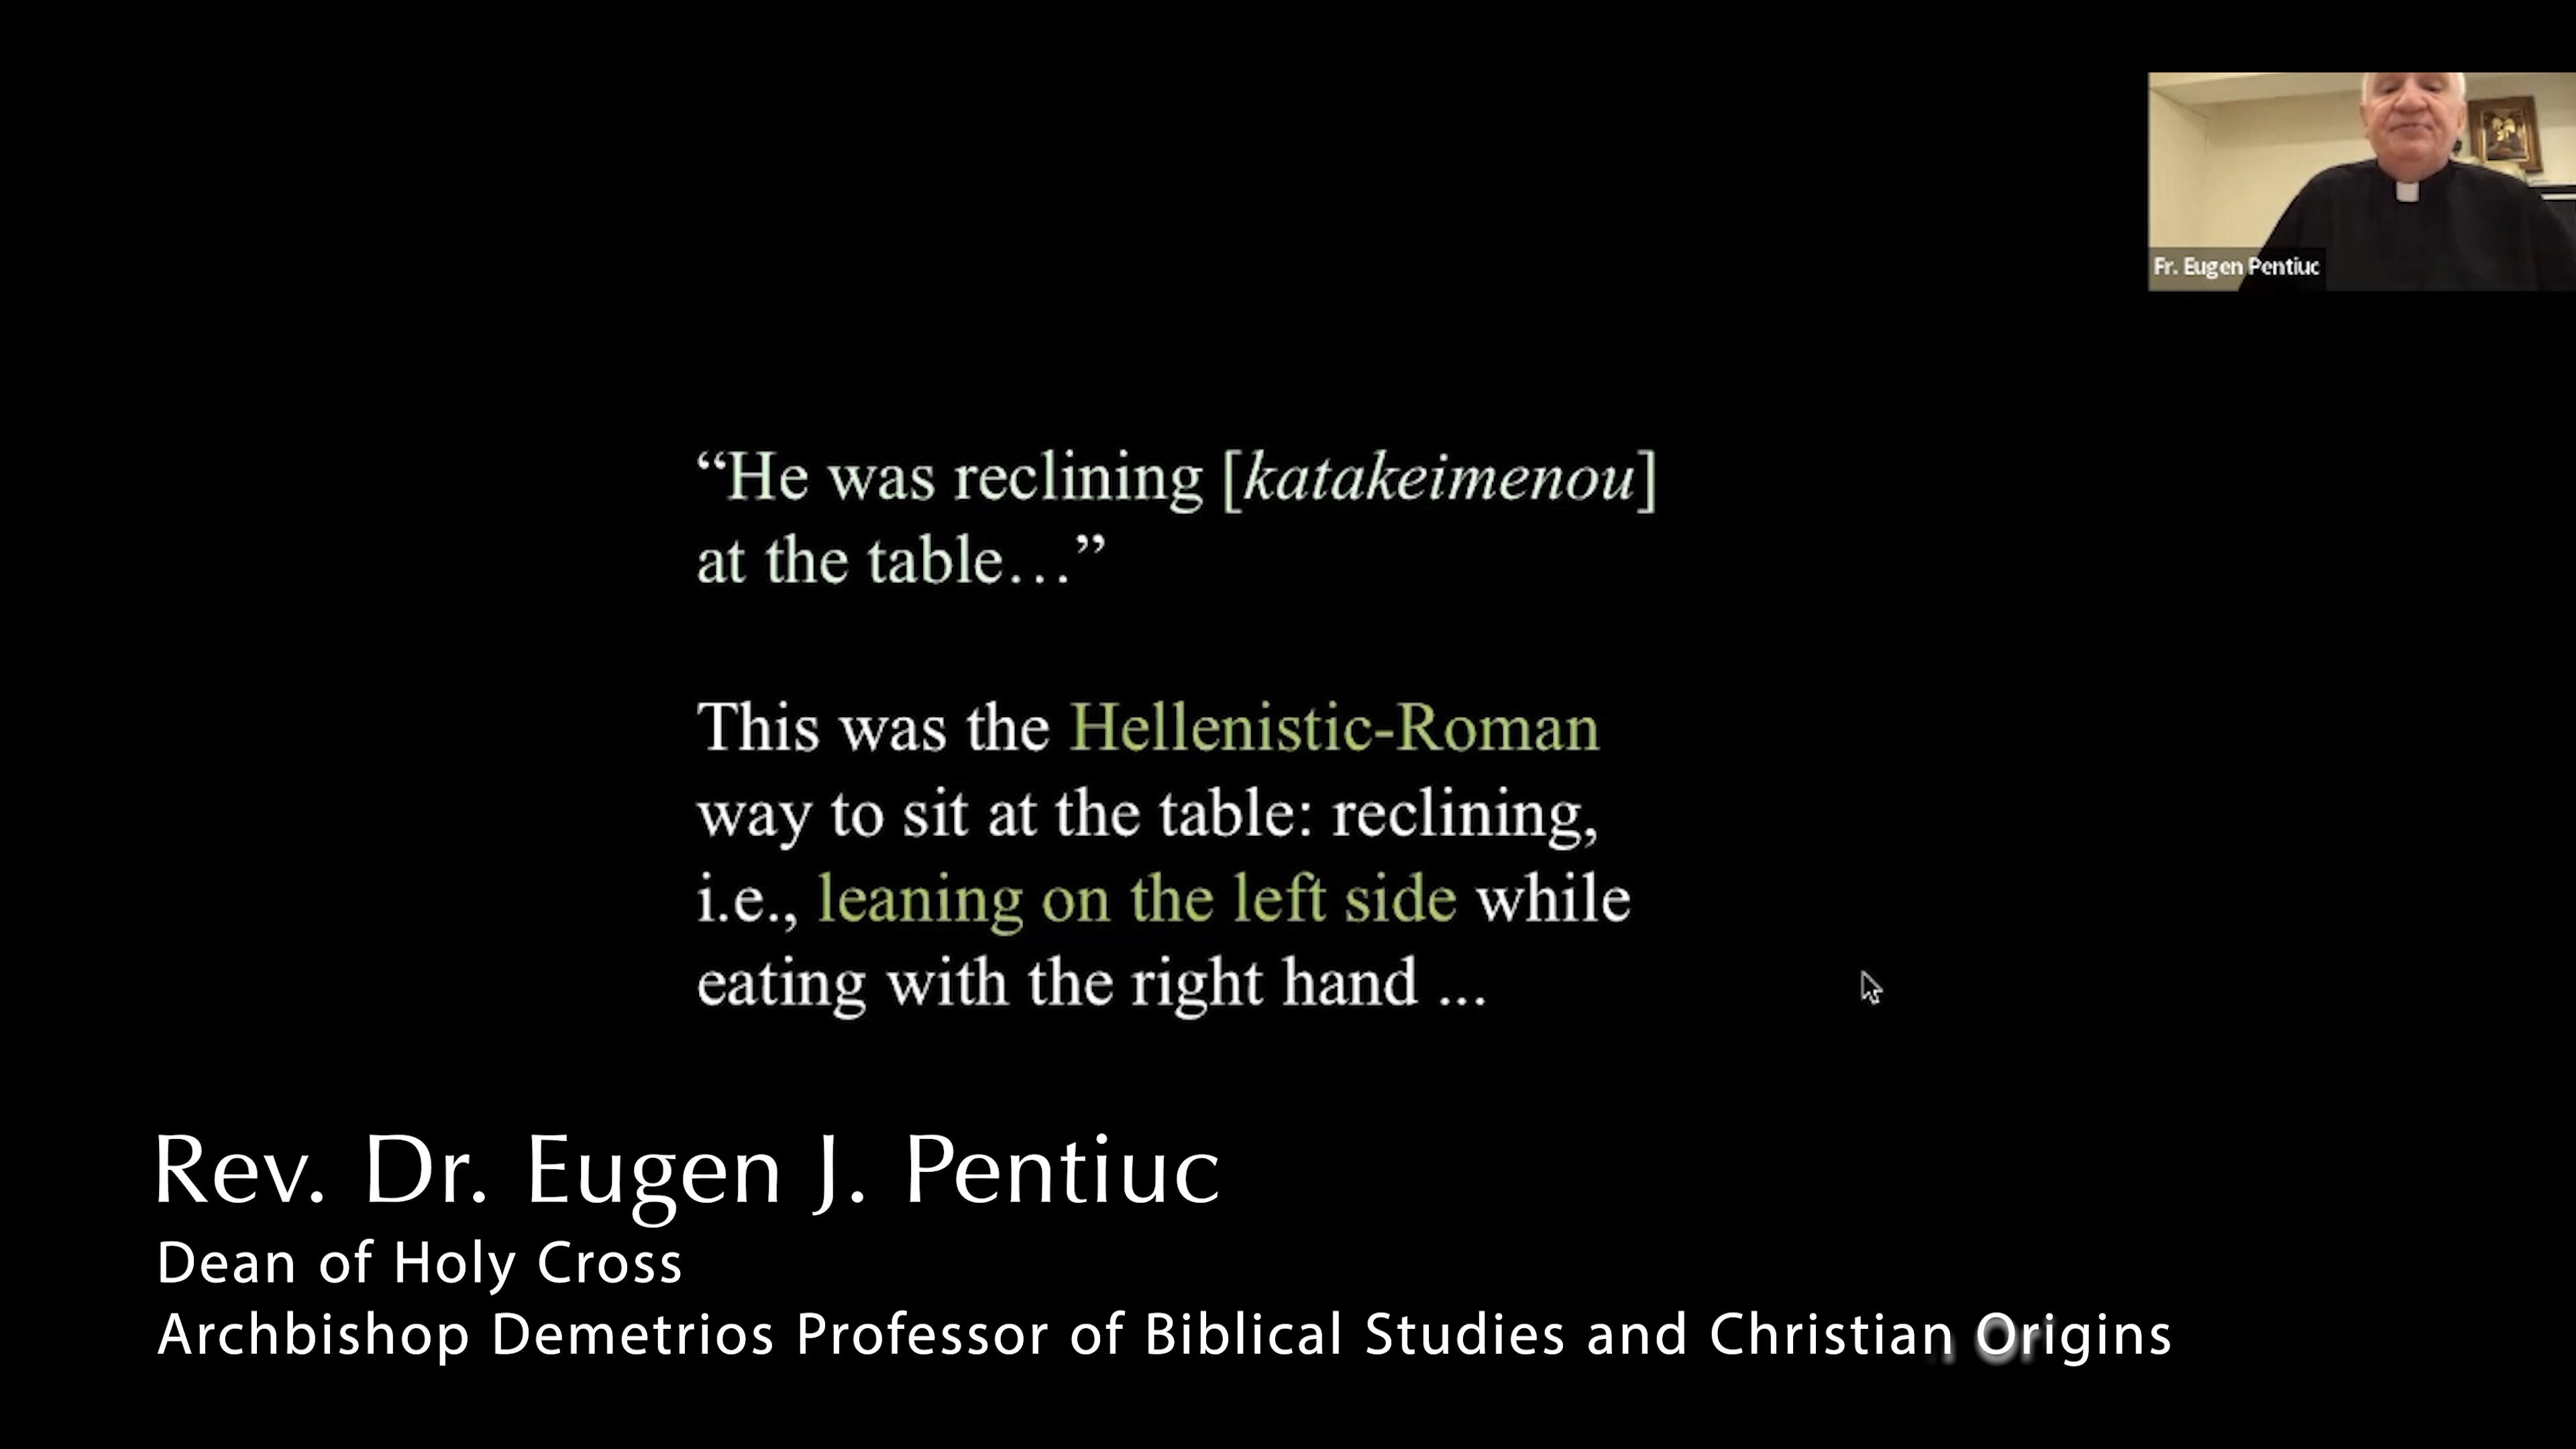 Fr. Eugen Pentiuc
“He was reclining [katakeimenou]
at the table…”
This was the Hellenistic-Roman
way to sit at the table: reclining,
i.e., leaning on the left side while
eating with the right hand ...
Rev. Dr. Eugen J. Pentiuc
Dean of Holy Cross
Archbishop Demetrios Professor of Biblical Studies and Christian Origins